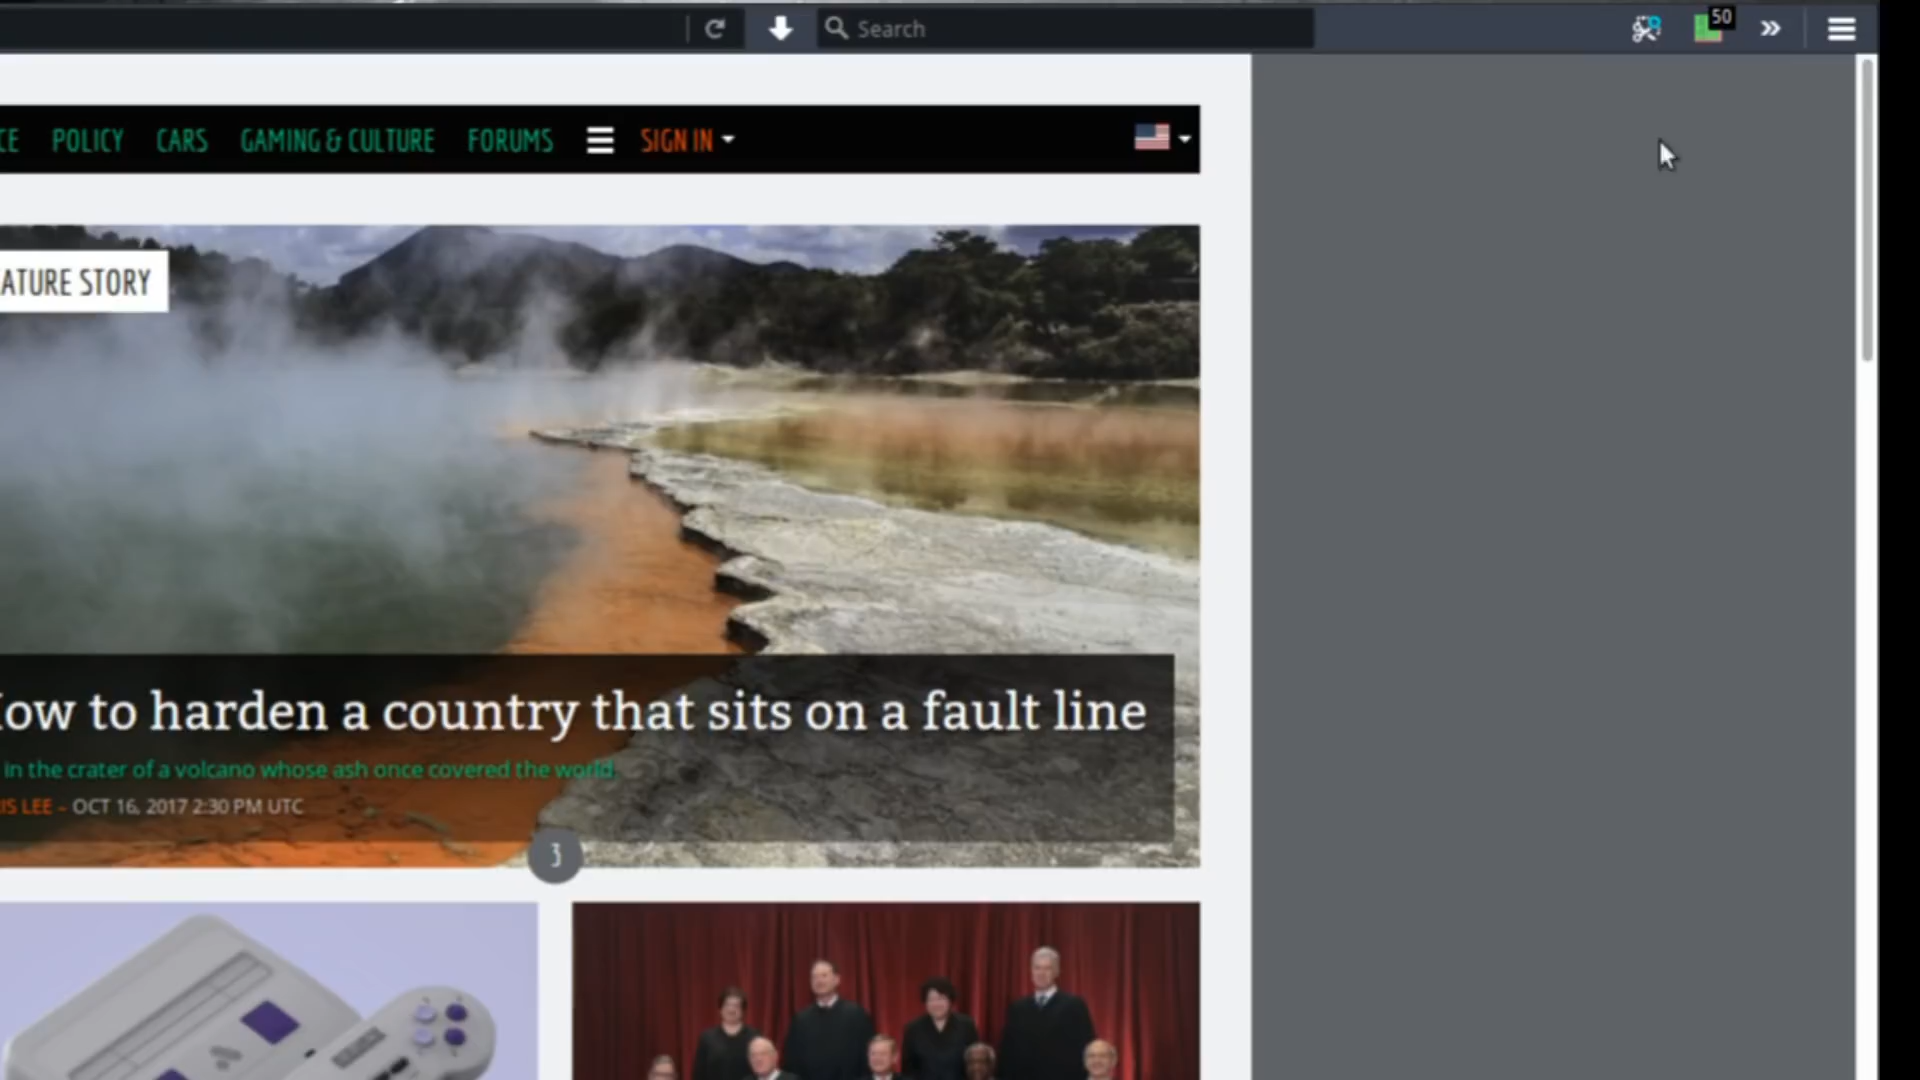 Search
50
CE POLICY CARS GAMING & CULTURE FORUMS SIGN IN
ATURE STORY
ow to harden a country that sits on a fault line
in the crater of a volcano whose ash once covered the world.
IS LEE – OCT 16, 2017 2:30 PM UTC
3